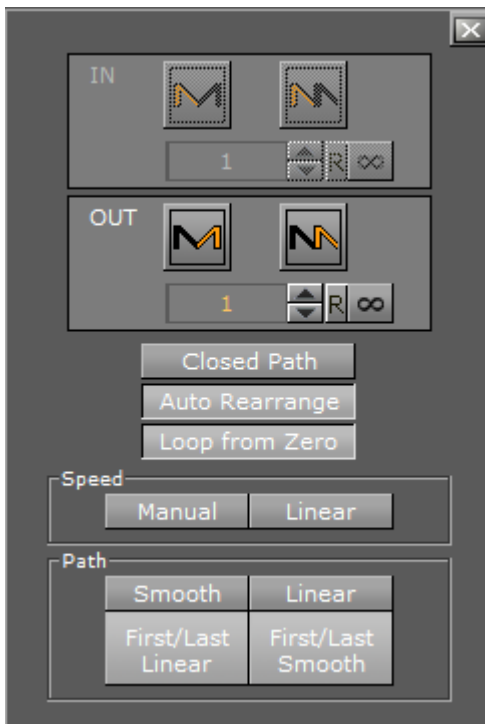 IN
1
R ∞
OUT
1
R ∞
Closed Path
Auto Rearrange
Loop from Zero
Speed
Manual
Linear
Path
Smooth
Linear
First/Last
Linear
First/Last
Smooth